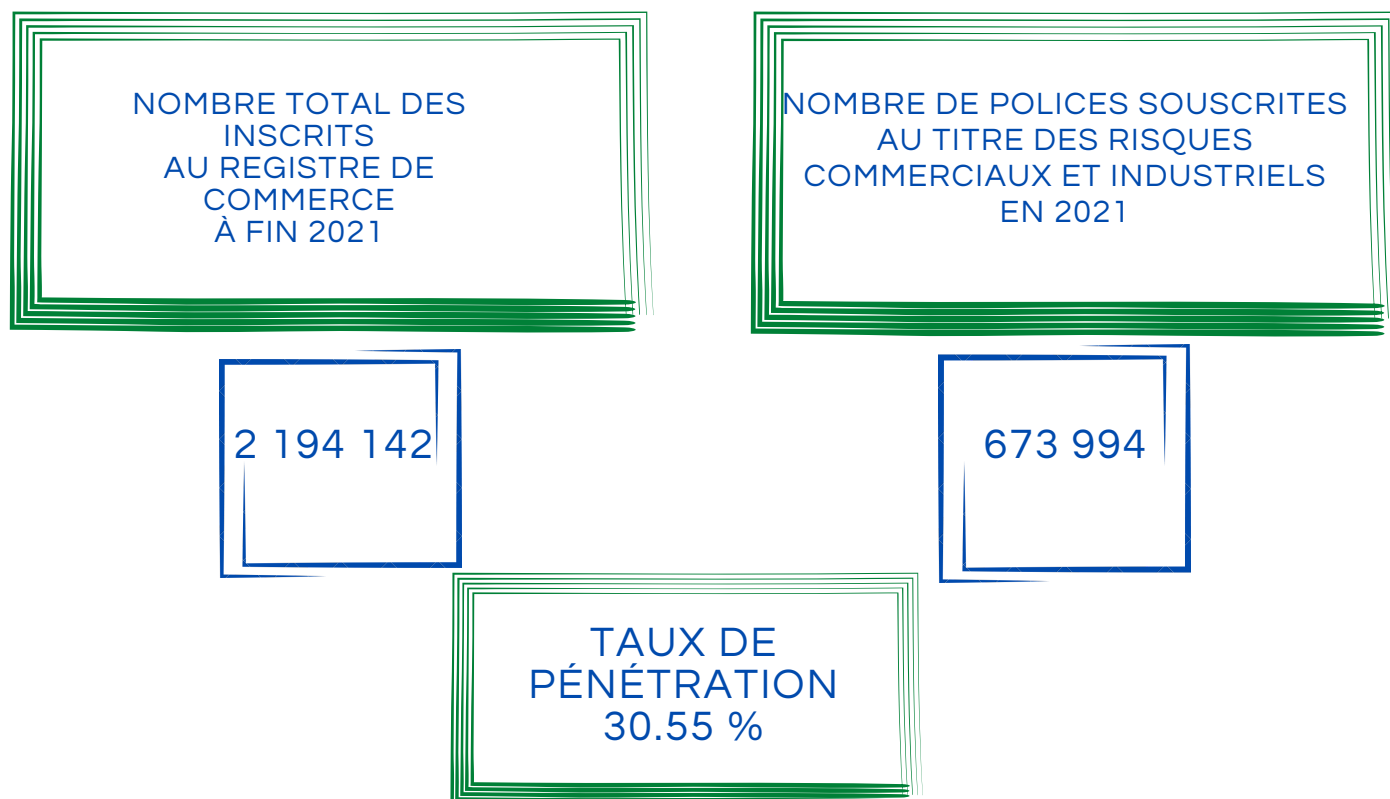 NOMBRE TOTAL DES
INSCRITS
AU REGISTRE DE
COMMERCE
À FIN 2021
2 194 142
NOMBRE DE POLICES SOUSCRITES
AU TITRE DES RISQUES
COMMERCIAUX ET INDUSTRIELS
EN 2021
673 994
TAUX DE
PÉNÉTRATION
30.55 %